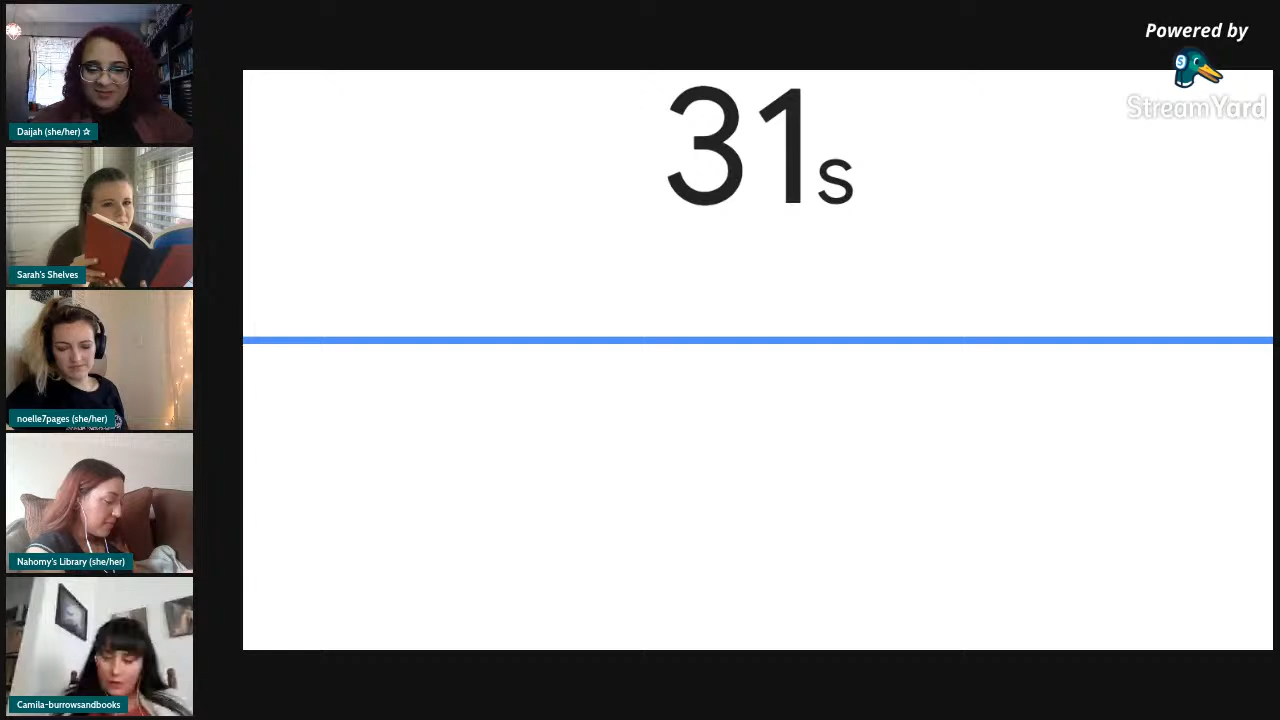 Daijah (she/her) ☆
Sarah's Shelves
noelle7pages (she/her)
Nahomy's Library (she/her)
Camila-burrowsandbooks
31s
Powered by
S
StreamYard